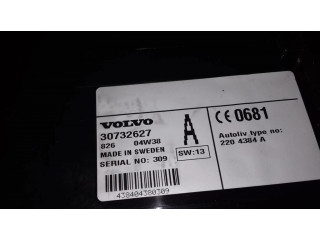 VOLVO
30732627
826 04W38
MADE IN SWEDEN
SERIAL NO: 309
A
SW:13
438404380309
CE 0681
Autoliv type no:
220 4384 A